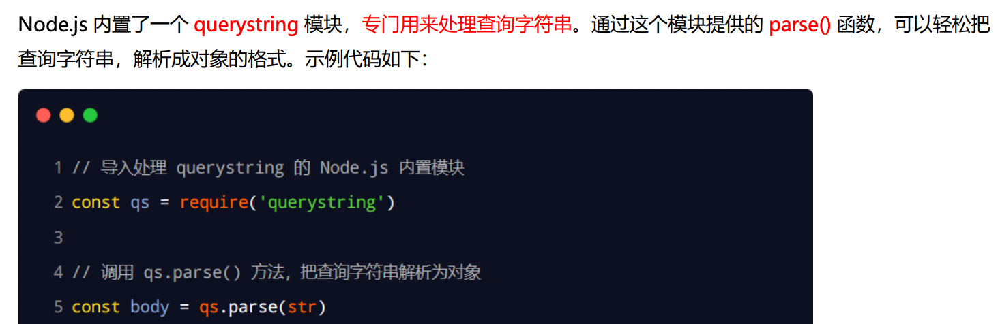 Node.js 内置了一个 querystring 模块，专门用来处理查询字符串。通过这个模块提供的 parse() 函数，可以轻松把
查询字符串，解析成对象的格式。示例代码如下：
1 // 导入处理 querystring 的 Node.js 内置模块
2 const qs = require('querystring')
3
4 // 调用 qs.parse() 方法，把查询字符串解析为对象
5 const body = qs.parse(str)